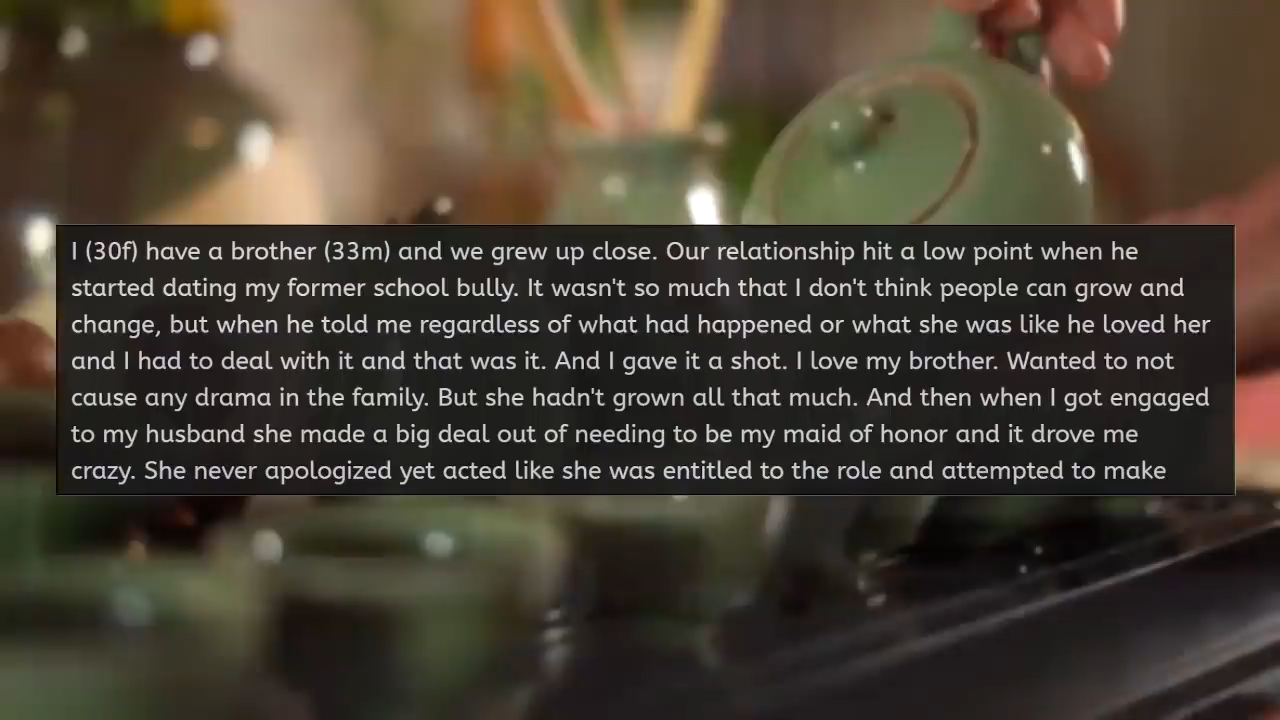 I (30f) have a brother (33m) and we grew up close. Our relationship hit a low point when he
started dating my former school bully. It wasn't so much that I don't think people can grow and
change, but when he told me regardless of what had happened or what she was like he loved her
and I had to deal with it and that was it. And I gave it a shot. I love my brother. Wanted to not
cause any drama in the family. But she hadn't grown all that much. And then when I got engaged
to my husband she made a big deal out of needing to be my maid of honor and it drove me
crazy. She never apologized yet acted like she was entitled to the role and attempted to make